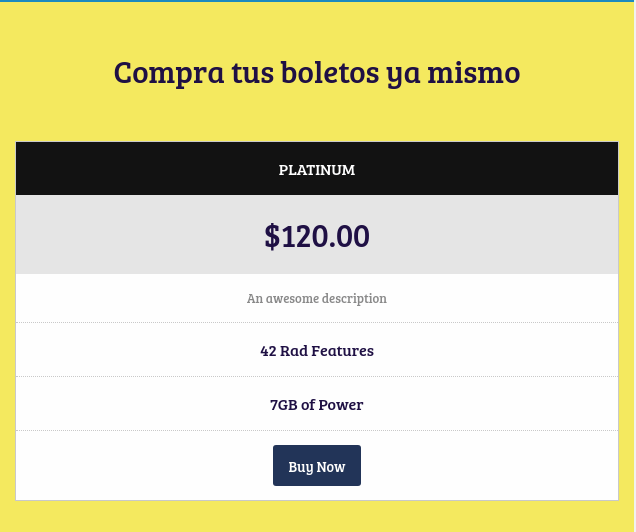 Compra tus boletos ya mismo
PLATINUM
$120.00
An awesome description
42 Rad Features
7GB of Power
Buy Now